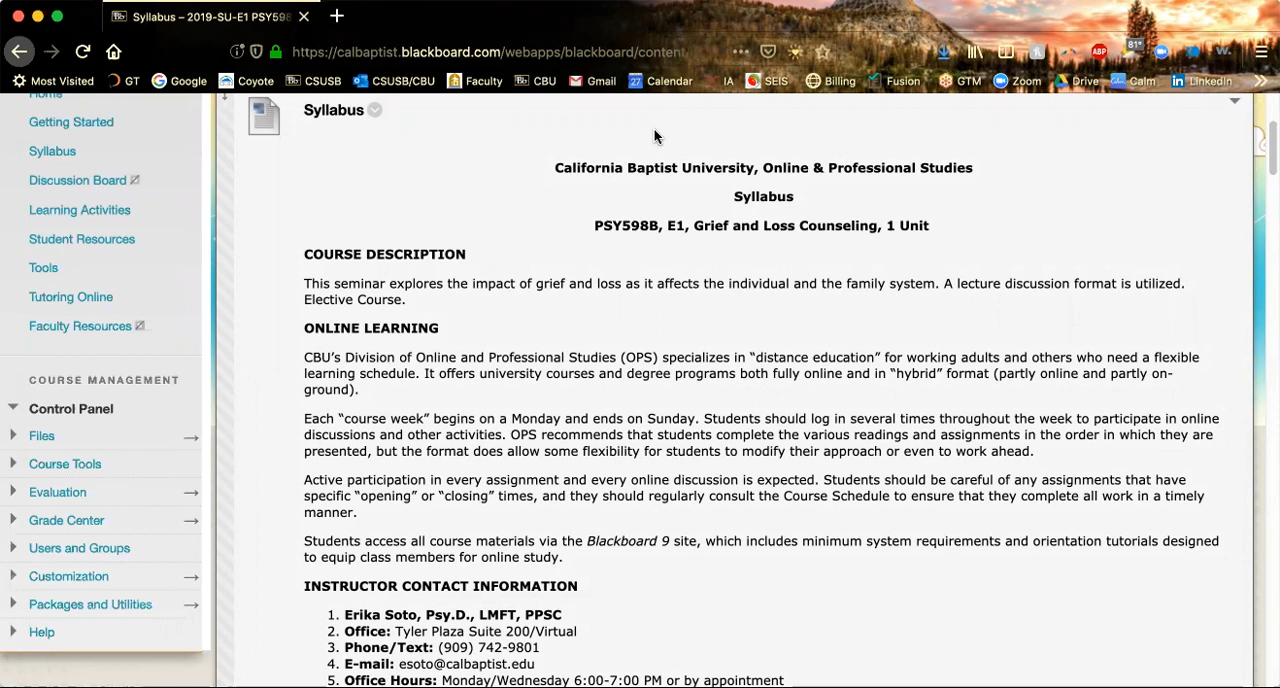 Syllabus – 2019-SU-E1 PSY598
https://calbaptist.blackboard.com/webapps/blackboard/content
ABP
81°
Most Visited GT Google Coyote CSUSB CSUSB/CBU Faculty CBU Gmail Calendar IA SEIS Billing Fusion GTM Zoom Drive Calm LinkedIn
Home
Getting Started
Syllabus
Discussion Board
Learning Activities
Student Resources
Tools
Tutoring Online
Faculty Resources
COURSE MANAGEMENT
Control Panel
Files
Course Tools
Evaluation
Grade Center
Users and Groups
Customization
Packages and Utilities
Help
Syllabus
California Baptist University, Online & Professional Studies
Syllabus
PSY598B, E1, Grief and Loss Counseling, 1 Unit
COURSE DESCRIPTION
This seminar explores the impact of grief and loss as it affects the individual and the family system. A lecture discussion format is utilized.
Elective Course.
ONLINE LEARNING
CBU’s Division of Online and Professional Studies (OPS) specializes in “distance education” for working adults and others who need a flexible
learning schedule. It offers university courses and degree programs both fully online and in “hybrid” format (partly online and partly on-
ground).
Each “course week” begins on a Monday and ends on Sunday. Students should log in several times throughout the week to participate in online
discussions and other activities. OPS recommends that students complete the various readings and assignments in the order in which they are
presented, but the format does allow some flexibility for students to modify their approach or even to work ahead.
Active participation in every assignment and every online discussion is expected. Students should be careful of any assignments that have
specific “opening” or “closing” times, and they should regularly consult the Course Schedule to ensure that they complete all work in a timely
manner.
Students access all course materials via the Blackboard 9 site, which includes minimum system requirements and orientation tutorials designed
to equip class members for online study.
INSTRUCTOR CONTACT INFORMATION
1. Erika Soto, Psy.D., LMFT, PPSC
2. Office: Tyler Plaza Suite 200/Virtual
3. Phone/Text: (909) 742-9801
4. E-mail: esoto@calbaptist.edu
5. Office Hours: Monday/Wednesday 6:00-7:00 PM or by appointment